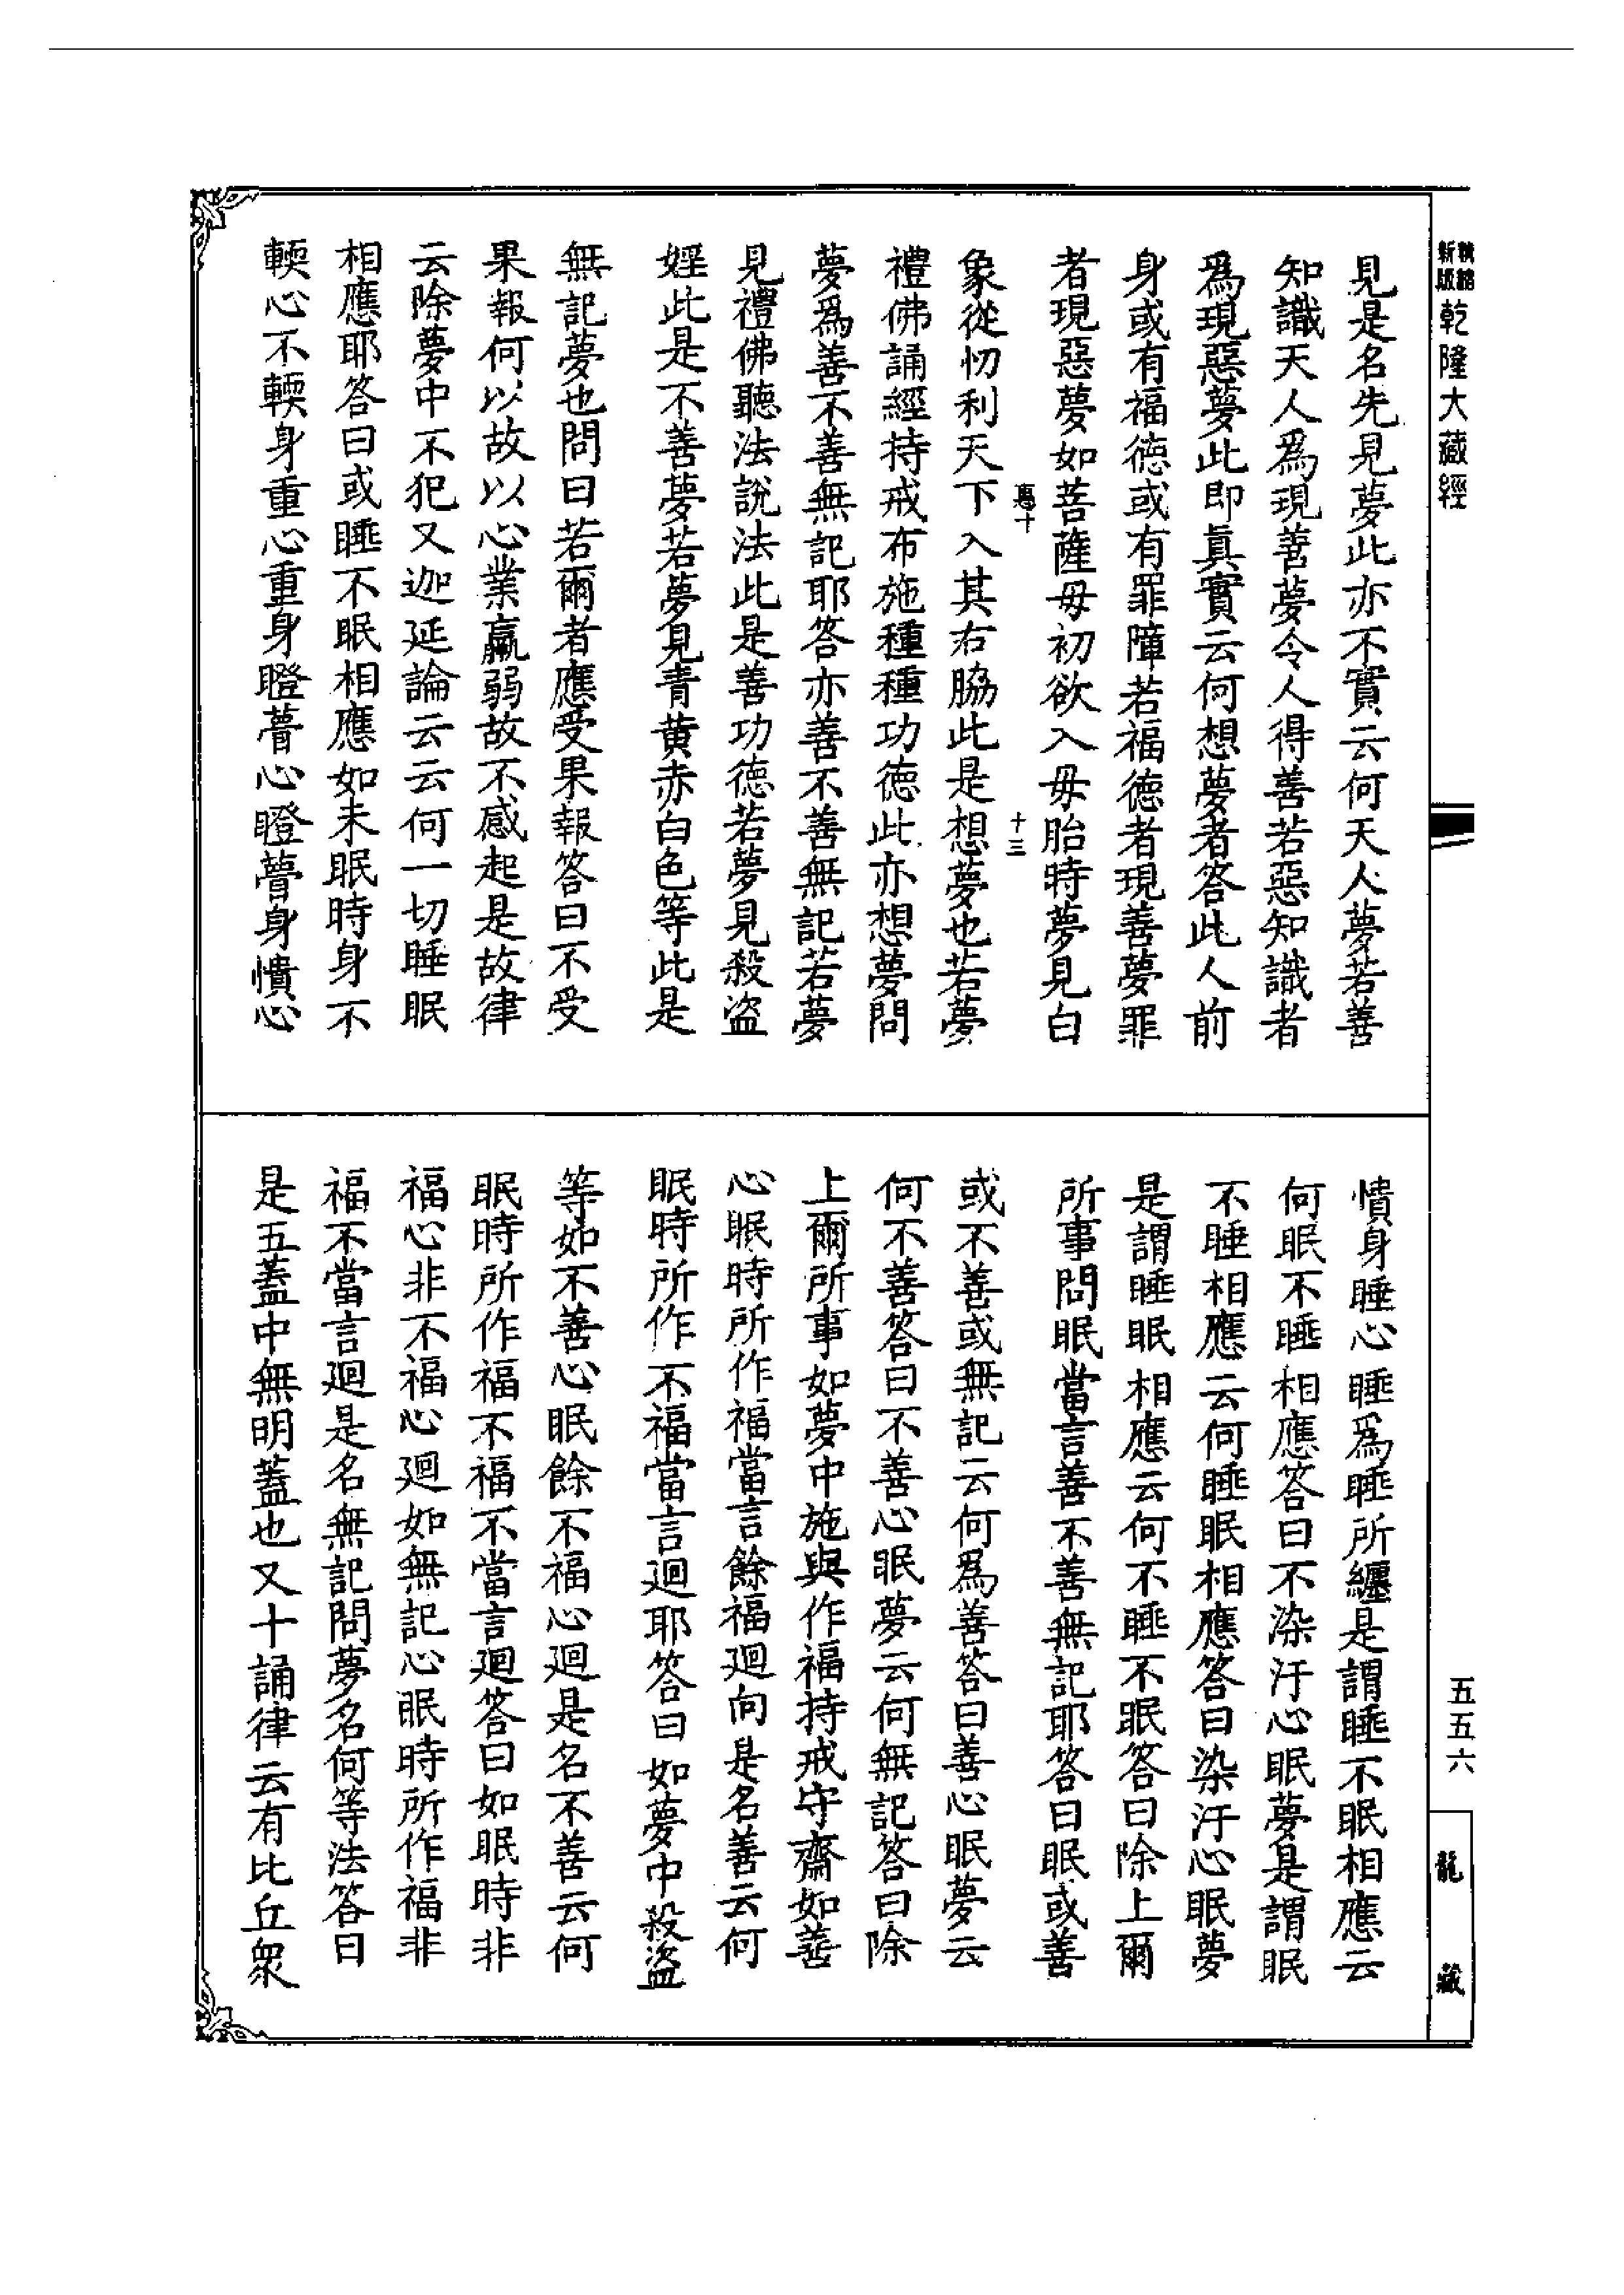 新版精縮乾隆大藏經
五五六
龍藏
見是名先見夢此亦不實云何天人夢若善
知識天人爲現善夢令人得善若惡知識者
爲現惡夢此即眞實云何想夢者答此人前
身或有福德或有罪障若福德者現善夢罪
者現惡夢如菩薩母初欲入母胎時夢見白
惠十
十三
象從忉利天下入其右脇此是想夢也若夢
禮佛誦經持戒布施種種功德此亦想夢問
夢爲善不善無記耶答亦善不善無記若夢
見禮佛聽法說法此是善功德若夢見殺盜
婬此是不善夢若夢見青黄赤白色等此是
無記夢也問曰若爾者應受果報答曰不受
果報何以故以心業羸弱故不感起是故律
云除夢中不犯又迦延論云云何一切睡眠
相應耶答曰或睡不眠相應如未眠時身不
輭心不輭身重心重身瞪瞢心瞪瞢身憒心
憒身睡心睡爲睡所纏是謂睡不眠相應云
何眠不睡相應答曰不染汙心眠夢是謂眠
不睡相應云何睡眠相應答曰染汙心眠夢
是謂睡眠相應云何不睡不眠答曰除上爾
所事問眠當言善不善無記耶答曰眠或善
或不善或無記云何爲善答曰善心眠夢云
何不善答曰不善心眠夢云何無記答曰除
上爾所事如夢中施與作福持戒守齋如善
心眠時所作福當言餘福廻向是名善云何
眠時所作不福當言廻耶答曰如夢中殺盜
等如不善心眠餘不福心廻是名不善云何
眠時所作福不福不當言廻答曰如眠時非
福心非不福心廻如無記心眠時所作福非
福不當言廻是名無記問夢名何等法答曰
是五蓋中無明蓋也又十誦律云有比丘衆